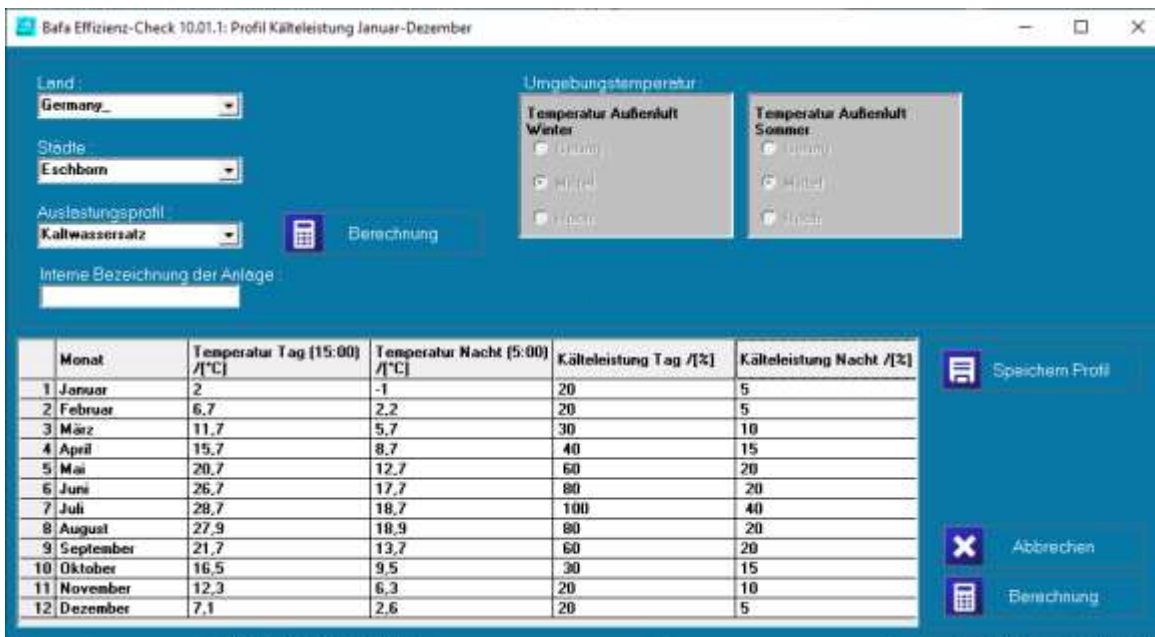 Bafa Effizienz-Check 10.01.1: Profil Kälteleistung Januar-Dezember
Land :
Germany_
Städte :
Eschborn
Auslastungsprofil :
Kaltwassersatz
Berechnung
Interne Bezeichnung der Anlage :
Umgebungstemperatur :
Temperatur Außenluft
Winter
Mittel
Temperatur Außenluft
Sommer
Mittel
Monat Temperatur Tag (15:00) /[°C] Temperatur Nacht (5:00) /[°C] Kälteleistung Tag /[%] Kälteleistung Nacht /[%]
1 Januar 2 -1 20 5
2 Februar 6,7 2,2 20 5
3 März 11,7 5,7 30 10
4 April 15,7 8,7 40 15
5 Mai 20,7 12,7 60 20
6 Juni 26,7 17,7 80 20
7 Juli 28,7 18,7 100 40
8 August 27,9 18,9 80 20
9 September 21,7 13,7 60 20
10 Oktober 16,5 9,5 30 15
11 November 12,3 6,3 20 10
12 Dezember 7,1 2,6 20 5
Speichern Profil
Abbrechen
Berechnung